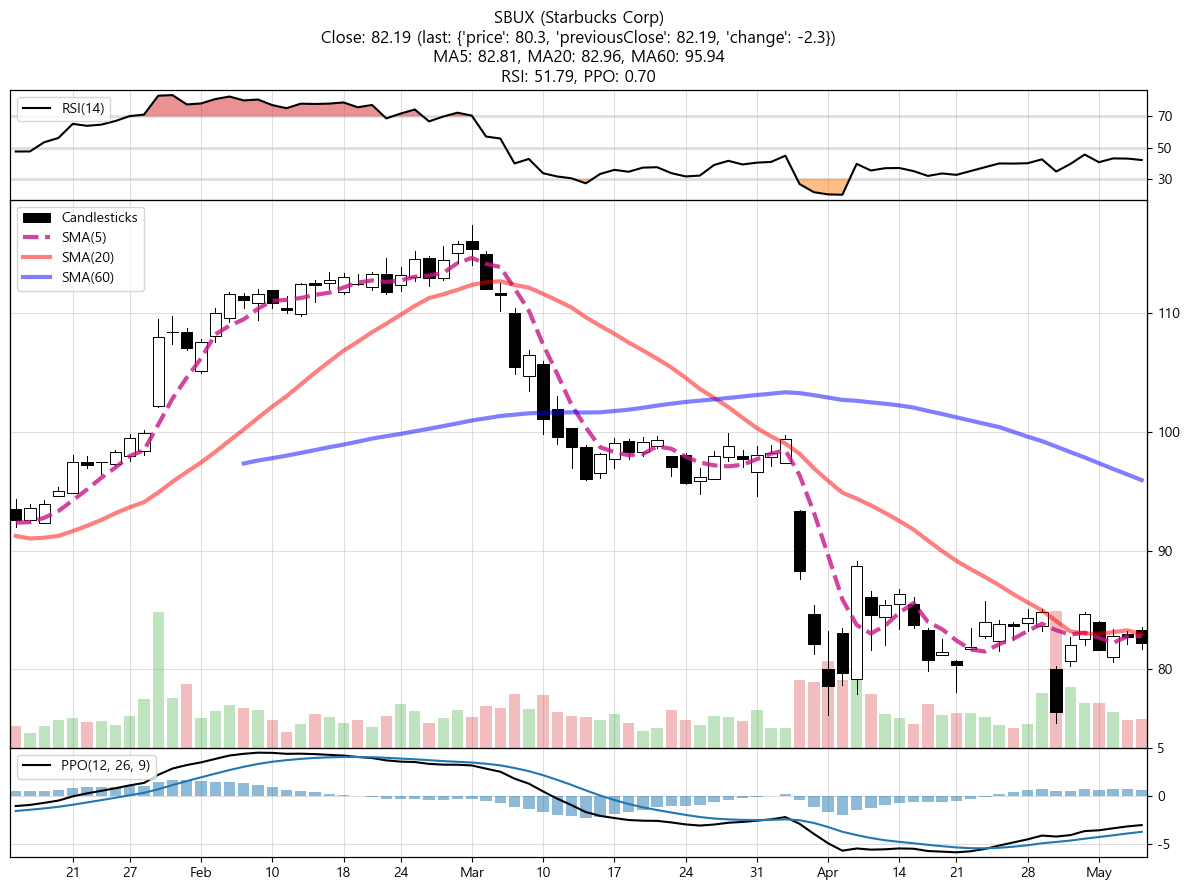 SBUX (Starbucks Corp)
Close: 82.19 (last: {'price': 80.3, 'previousClose': 82.19, 'change': -2.3})
MA5: 82.81, MA20: 82.96, MA60: 95.94
RSI: 51.79, PPO: 0.70
RSI(14)
70
50
30
Candlesticks
SMA(5)
SMA(20)
SMA(60)
110
100
90
80
PPO(12, 26, 9)
5
0
-5
21 27 Feb 10 18 24 Mar 10 17 24 31 Apr 14 21 28 May